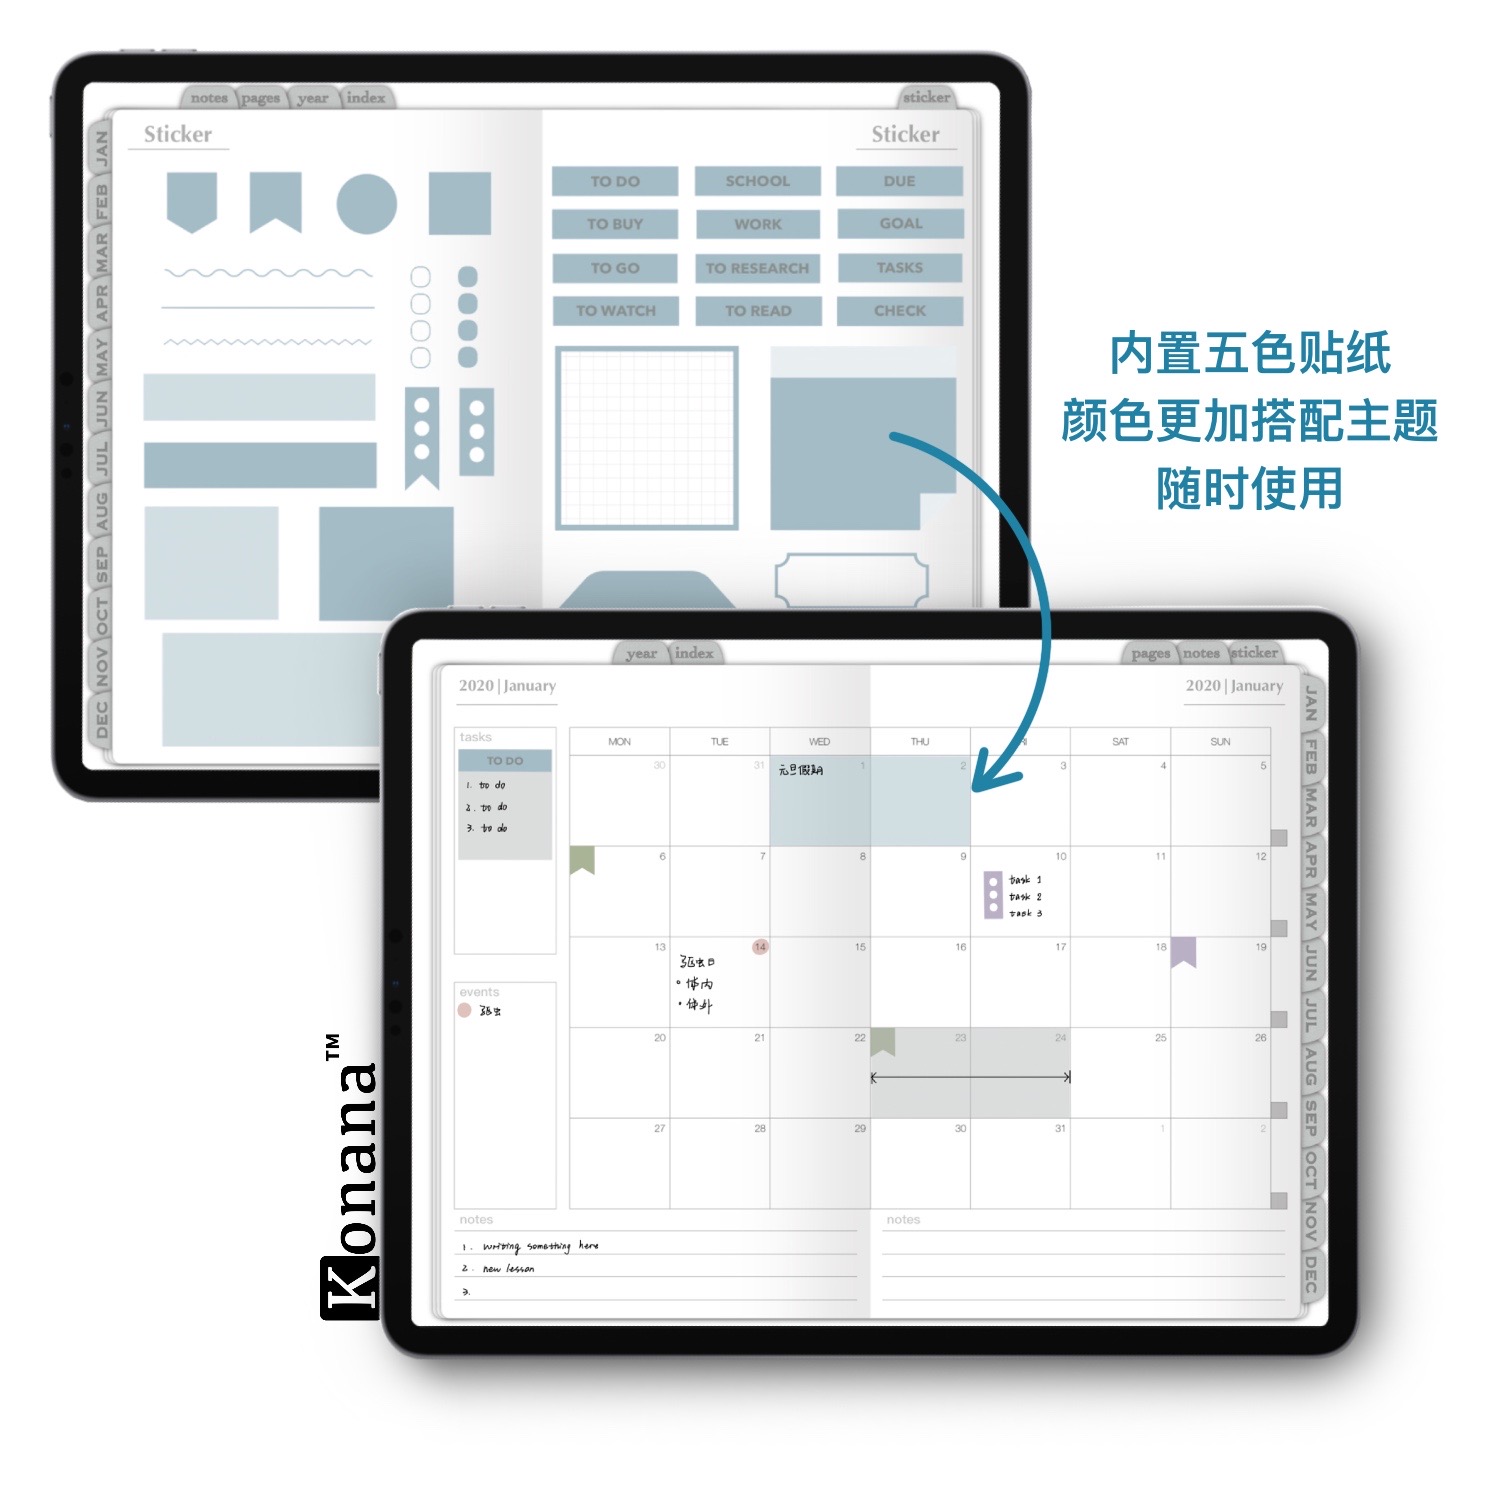 notes pages year index
sticker
Sticker
Sticker
JAN
FEB
MAR
APR
MAY
JUN
JUL
AUG
SEP
OCT
NOV
DEC
TO DO SCHOOL DUE
TO BUY WORK GOAL
TO GO TO RESEARCH TASKS
TO WATCH TO READ CHECK
内置五色贴纸
颜色更加搭配主题
随时使用
Konana™
year index
pages notes sticker
2020 | January
2020 | January
tasks
TO DO
1. to do
2. to do
3. to do
events
驱虫
MON TUE WED THU FRI SAT SUN
30 31 1 2 3 4 5
元旦假期
6 7 8 9 10 11 12
task 1
task 2
task 3
13 14 15 16 17 18 19
驱虫日
• 体内
• 体外
20 21 22 23 24 25 26
27 28 29 30 31 1 2
notes
1. writing something here
2. new lesson
3.
notes
JAN
FEB
MAR
APR
MAY
JUN
JUL
AUG
SEP
OCT
NOV
DEC